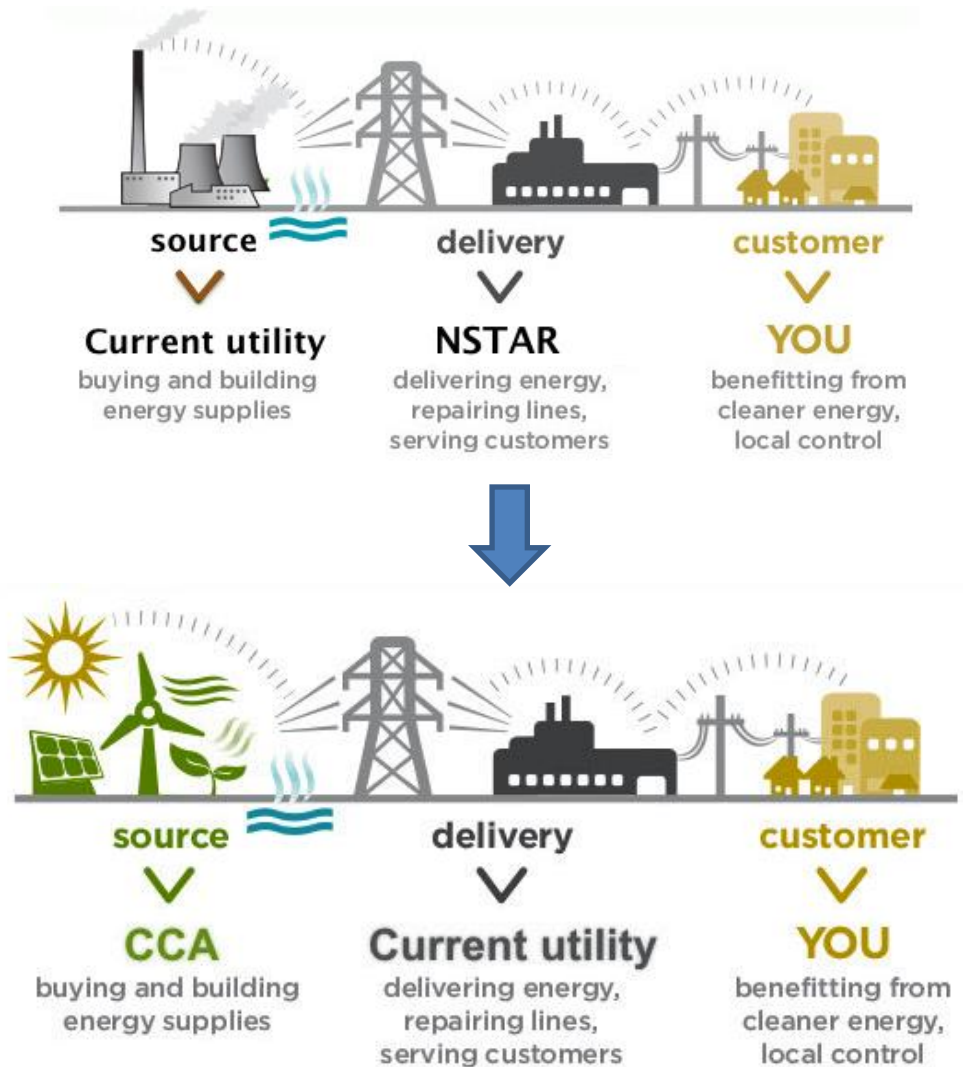 source
delivery
customer
Current utility
buying and building
energy supplies
NSTAR
delivering energy,
repairing lines,
serving customers
YOU
benefitting from
cleaner energy,
local control
source
delivery
customer
CCA
buying and building
energy supplies
Current utility
delivering energy,
repairing lines,
serving customers
YOU
benefitting from
cleaner energy,
local control